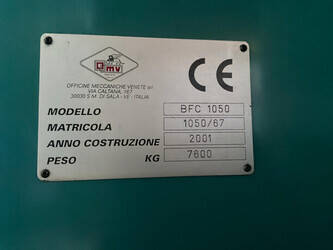 omv
CE
OFFICINE MECCANICHE VENETE srl
VIA CALTANA, 167
30030 S.M. DI SALA - VE - ITALIA
MODELLO BFC 1050
MATRICOLA 1050/67
ANNO COSTRUZIONE 2001
PESO KG 7600